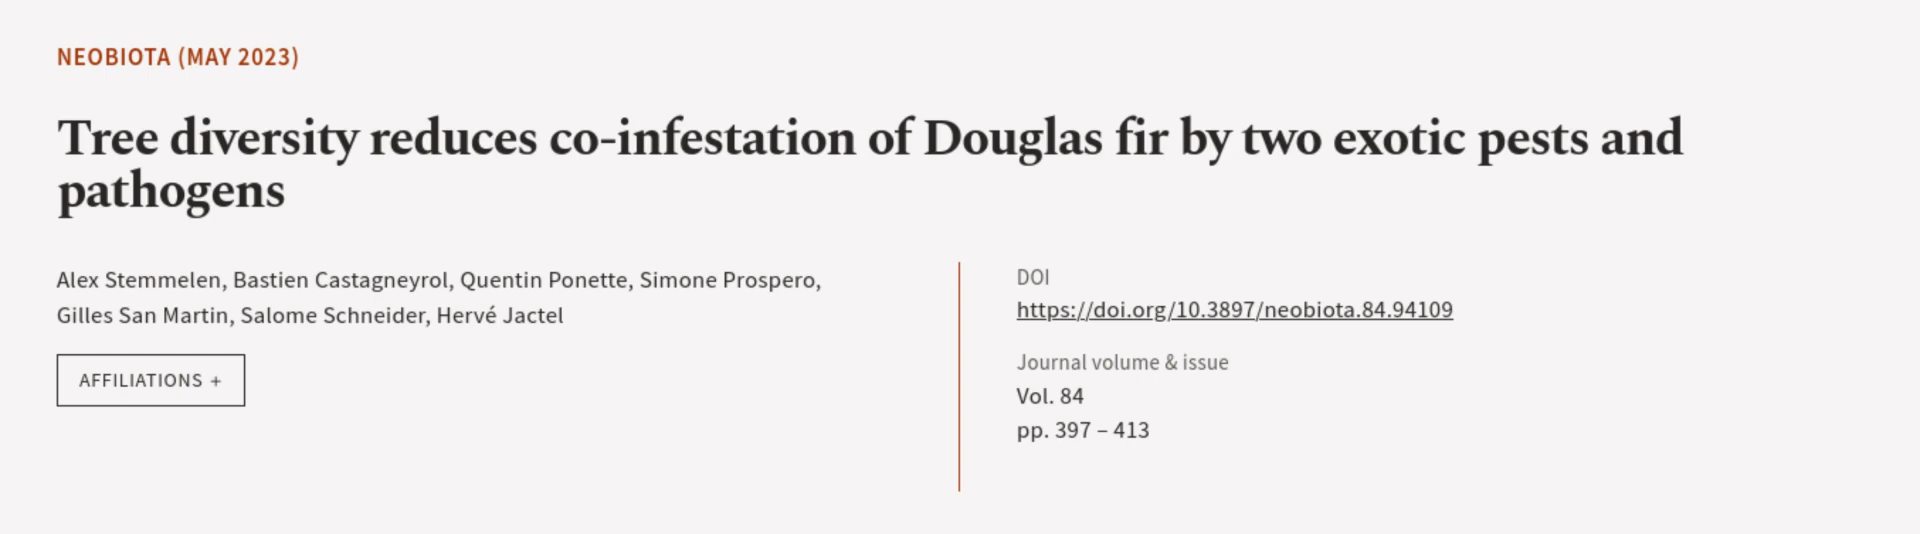 NEOBIOTA (MAY 2023)
Tree diversity reduces co-infestation of Douglas fir by two exotic pests and
pathogens
Alex Stemmelen, Bastien Castagneyrol, Quentin Ponette, Simone Prospero,
Gilles San Martin, Salome Schneider, Hervé Jactel
AFFILIATIONS +
DOI
https://doi.org/10.3897/neobiota.84.94109
Journal volume & issue
Vol. 84
pp. 397 – 413